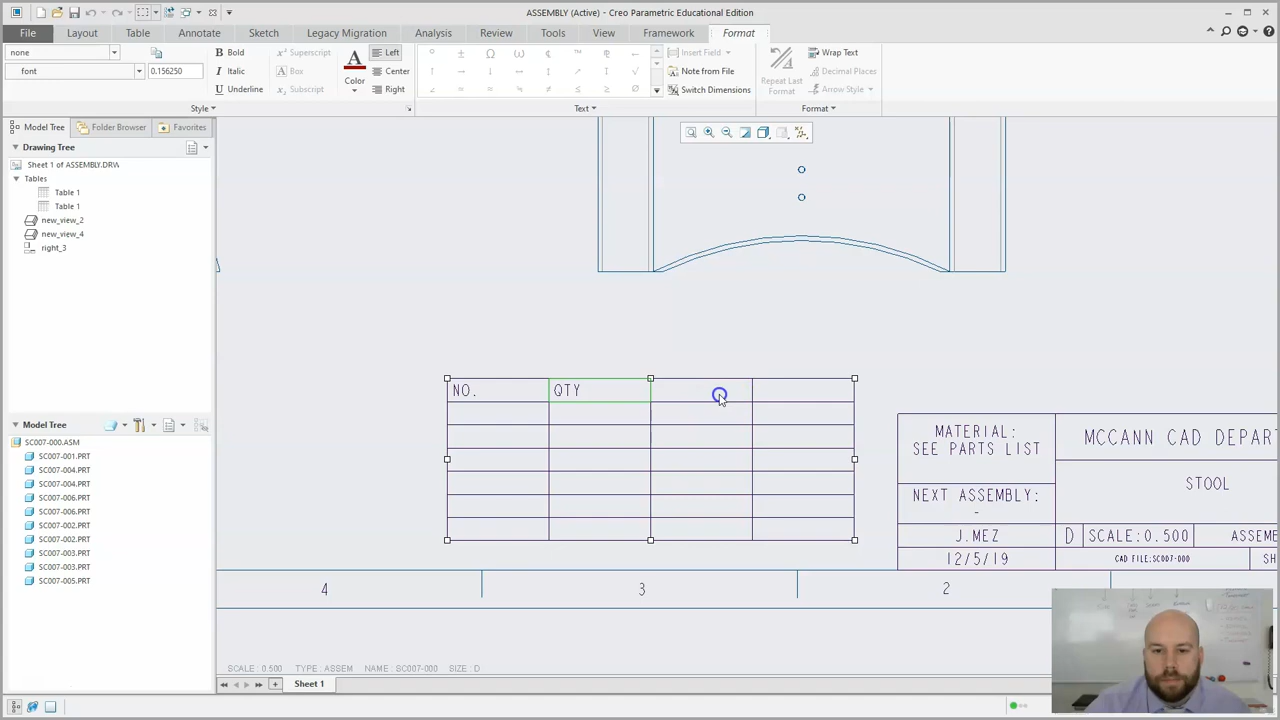 ASSEMBLY (Active) - Creo Parametric Educational Edition
File Layout Table Annotate Sketch Legacy Migration Analysis Review Tools View Framework Format
none
font 0.156250
B Bold
I Italic
U Underline
Superscript
Box
Subscript
Color
Left
Center
Right
Style
Text
Insert Field
Note from File
Switch Dimensions
Repeat Last Format
Wrap Text
Decimal Places
Arrow Style
Format
Model Tree Folder Browser Favorites
Drawing Tree
Sheet 1 of ASSEMBLY.DRW
Tables
Table 1
Table 1
new_view_2
new_view_4
right_3
Model Tree
SC007-000.ASM
SC007-001.PRT
SC007-004.PRT
SC007-004.PRT
SC007-006.PRT
SC007-006.PRT
SC007-002.PRT
SC007-002.PRT
SC007-003.PRT
SC007-003.PRT
SC007-005.PRT
NO. QTY
MATERIAL:
SEE PARTS LIST
NEXT ASSEMBLY:
-
J.MEZ
12/5/19
MCCANN CAD DEPAR
STOOL
D SCALE:0.500 ASSEME
CAD FILE:SC007-000 SH
4 3 2
SCALE : 0.500 TYPE : ASSEM NAME : SC007-000 SIZE : D
Sheet 1